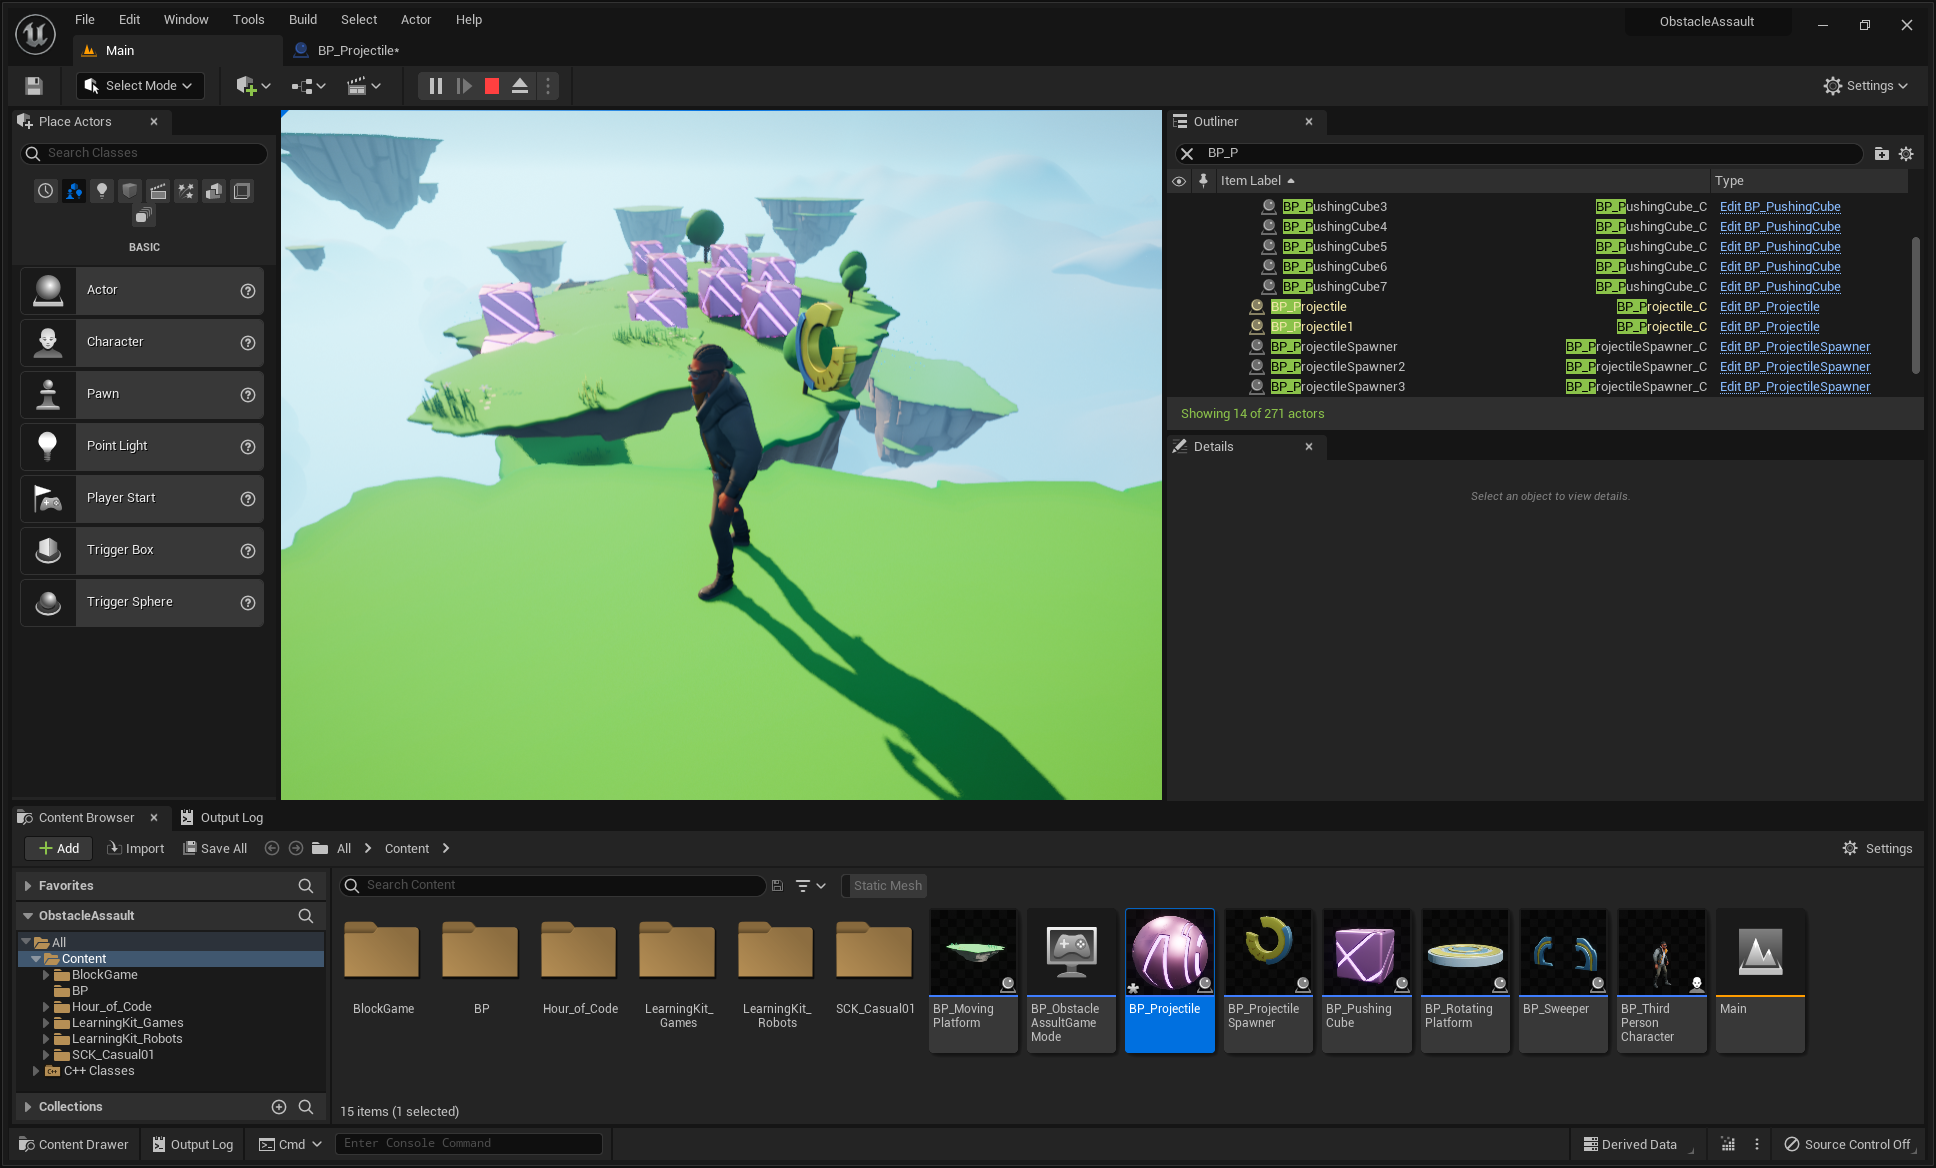 File Edit Window Tools Build Select Actor Help
ObstacleAssault
Main
BP_Projectile*
Select Mode
Settings
Place Actors
Search Classes
BASIC
Actor
Character
Pawn
Point Light
Player Start
Trigger Box
Trigger Sphere
Outliner
BP_P
Item Label Type
BP_PushingCube3 BP_PushingCube_C Edit BP_PushingCube
BP_PushingCube4 BP_PushingCube_C Edit BP_PushingCube
BP_PushingCube5 BP_PushingCube_C Edit BP_PushingCube
BP_PushingCube6 BP_PushingCube_C Edit BP_PushingCube
BP_PushingCube7 BP_PushingCube_C Edit BP_PushingCube
BP_Projectile BP_Projectile_C Edit BP_Projectile
BP_Projectile1 BP_Projectile_C Edit BP_Projectile
BP_ProjectileSpawner BP_ProjectileSpawner_C Edit BP_ProjectileSpawner
BP_ProjectileSpawner2 BP_ProjectileSpawner_C Edit BP_ProjectileSpawner
BP_ProjectileSpawner3 BP_ProjectileSpawner_C Edit BP_ProjectileSpawner
Showing 14 of 271 actors
Details
Select an object to view details.
Content Browser
Output Log
Add Import Save All All Content
Settings
Favorites
ObstacleAssault
All
Content
BlockGame
BP
Hour_of_Code
LearningKit_Games
LearningKit_Robots
SCK_Casual01
C++ Classes
Collections
Search Content
Static Mesh
BlockGame
BP
Hour_of_Code
LearningKit_
Games
LearningKit_
Robots
SCK_Casual01
BP_Moving
Platform
BP_Obstacle
AssultGame
Mode
BP_Projectile
BP_Projectile
Spawner
BP_Pushing
Cube
BP_Rotating
Platform
BP_Sweeper
BP_Third
Person
Character
Main
15 items (1 selected)
Content Drawer
Output Log
Cmd
Enter Console Command
Derived Data
Source Control Off